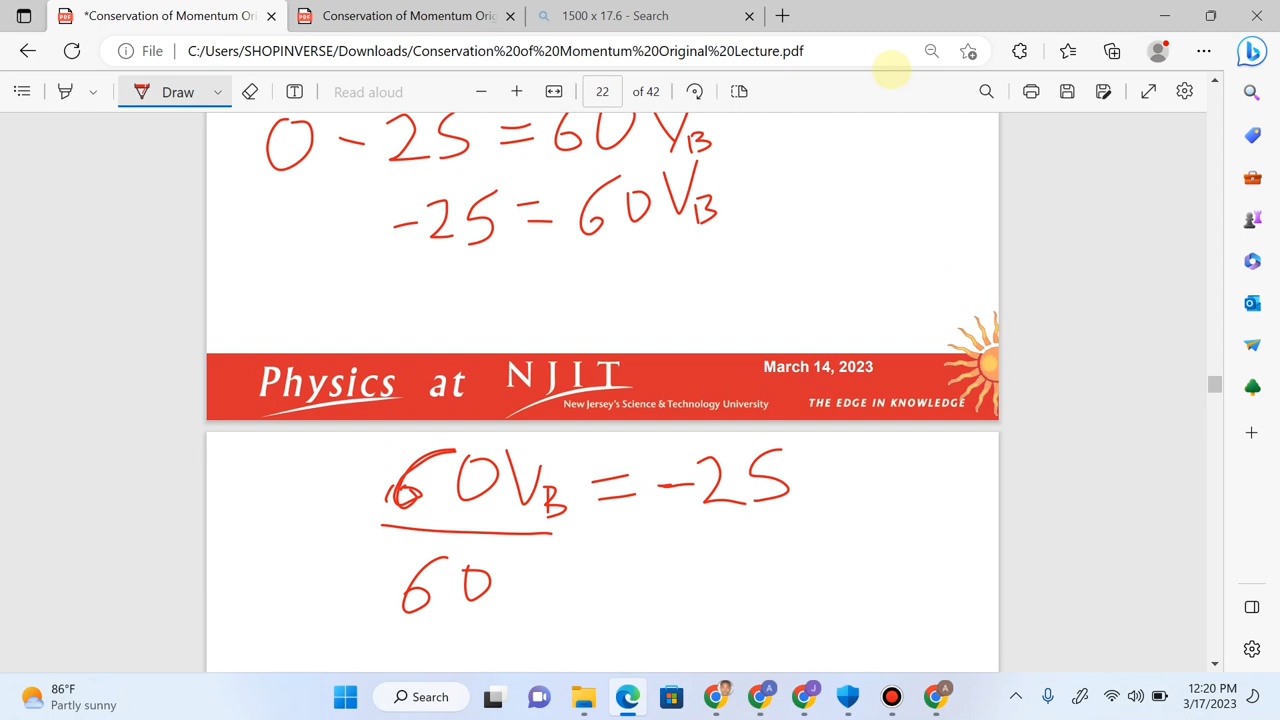 *Conservation of Momentum Ori
Conservation of Momentum Orig
1500 x 17.6 - Search
File
C:/Users/SHOPINVERSE/Downloads/Conservation%20of%20Momentum%20Original%20Lecture.pdf
Draw
Read aloud
22
of 42
0 - 25 = 60 VB
-25 = 60 VB
Physics at NJIT
New Jersey's Science & Technology University
March 14, 2023
THE EDGE IN KNOWLEDGE
60 VB = -25
60
86°F
Partly sunny
Search
12:20 PM
3/17/2023